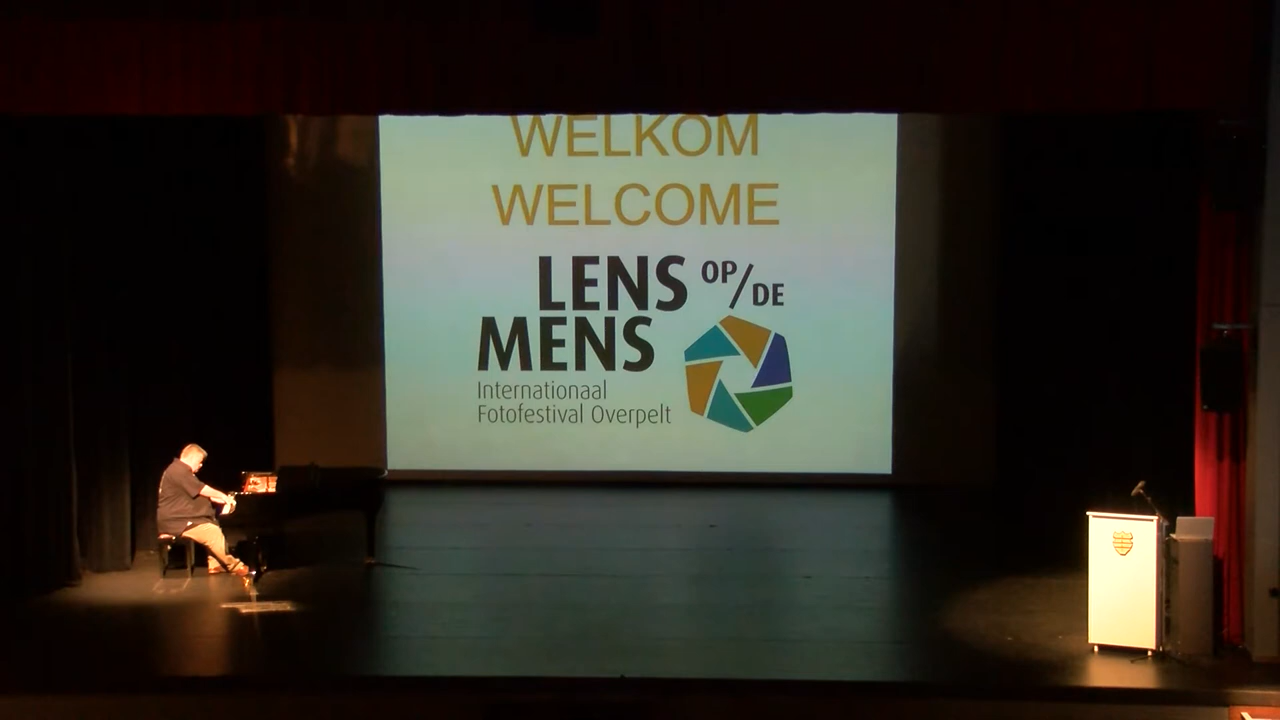 WELKOM
WELCOME
LENS OP/DE
MENS
Internationaal
Fotofestival Overpelt